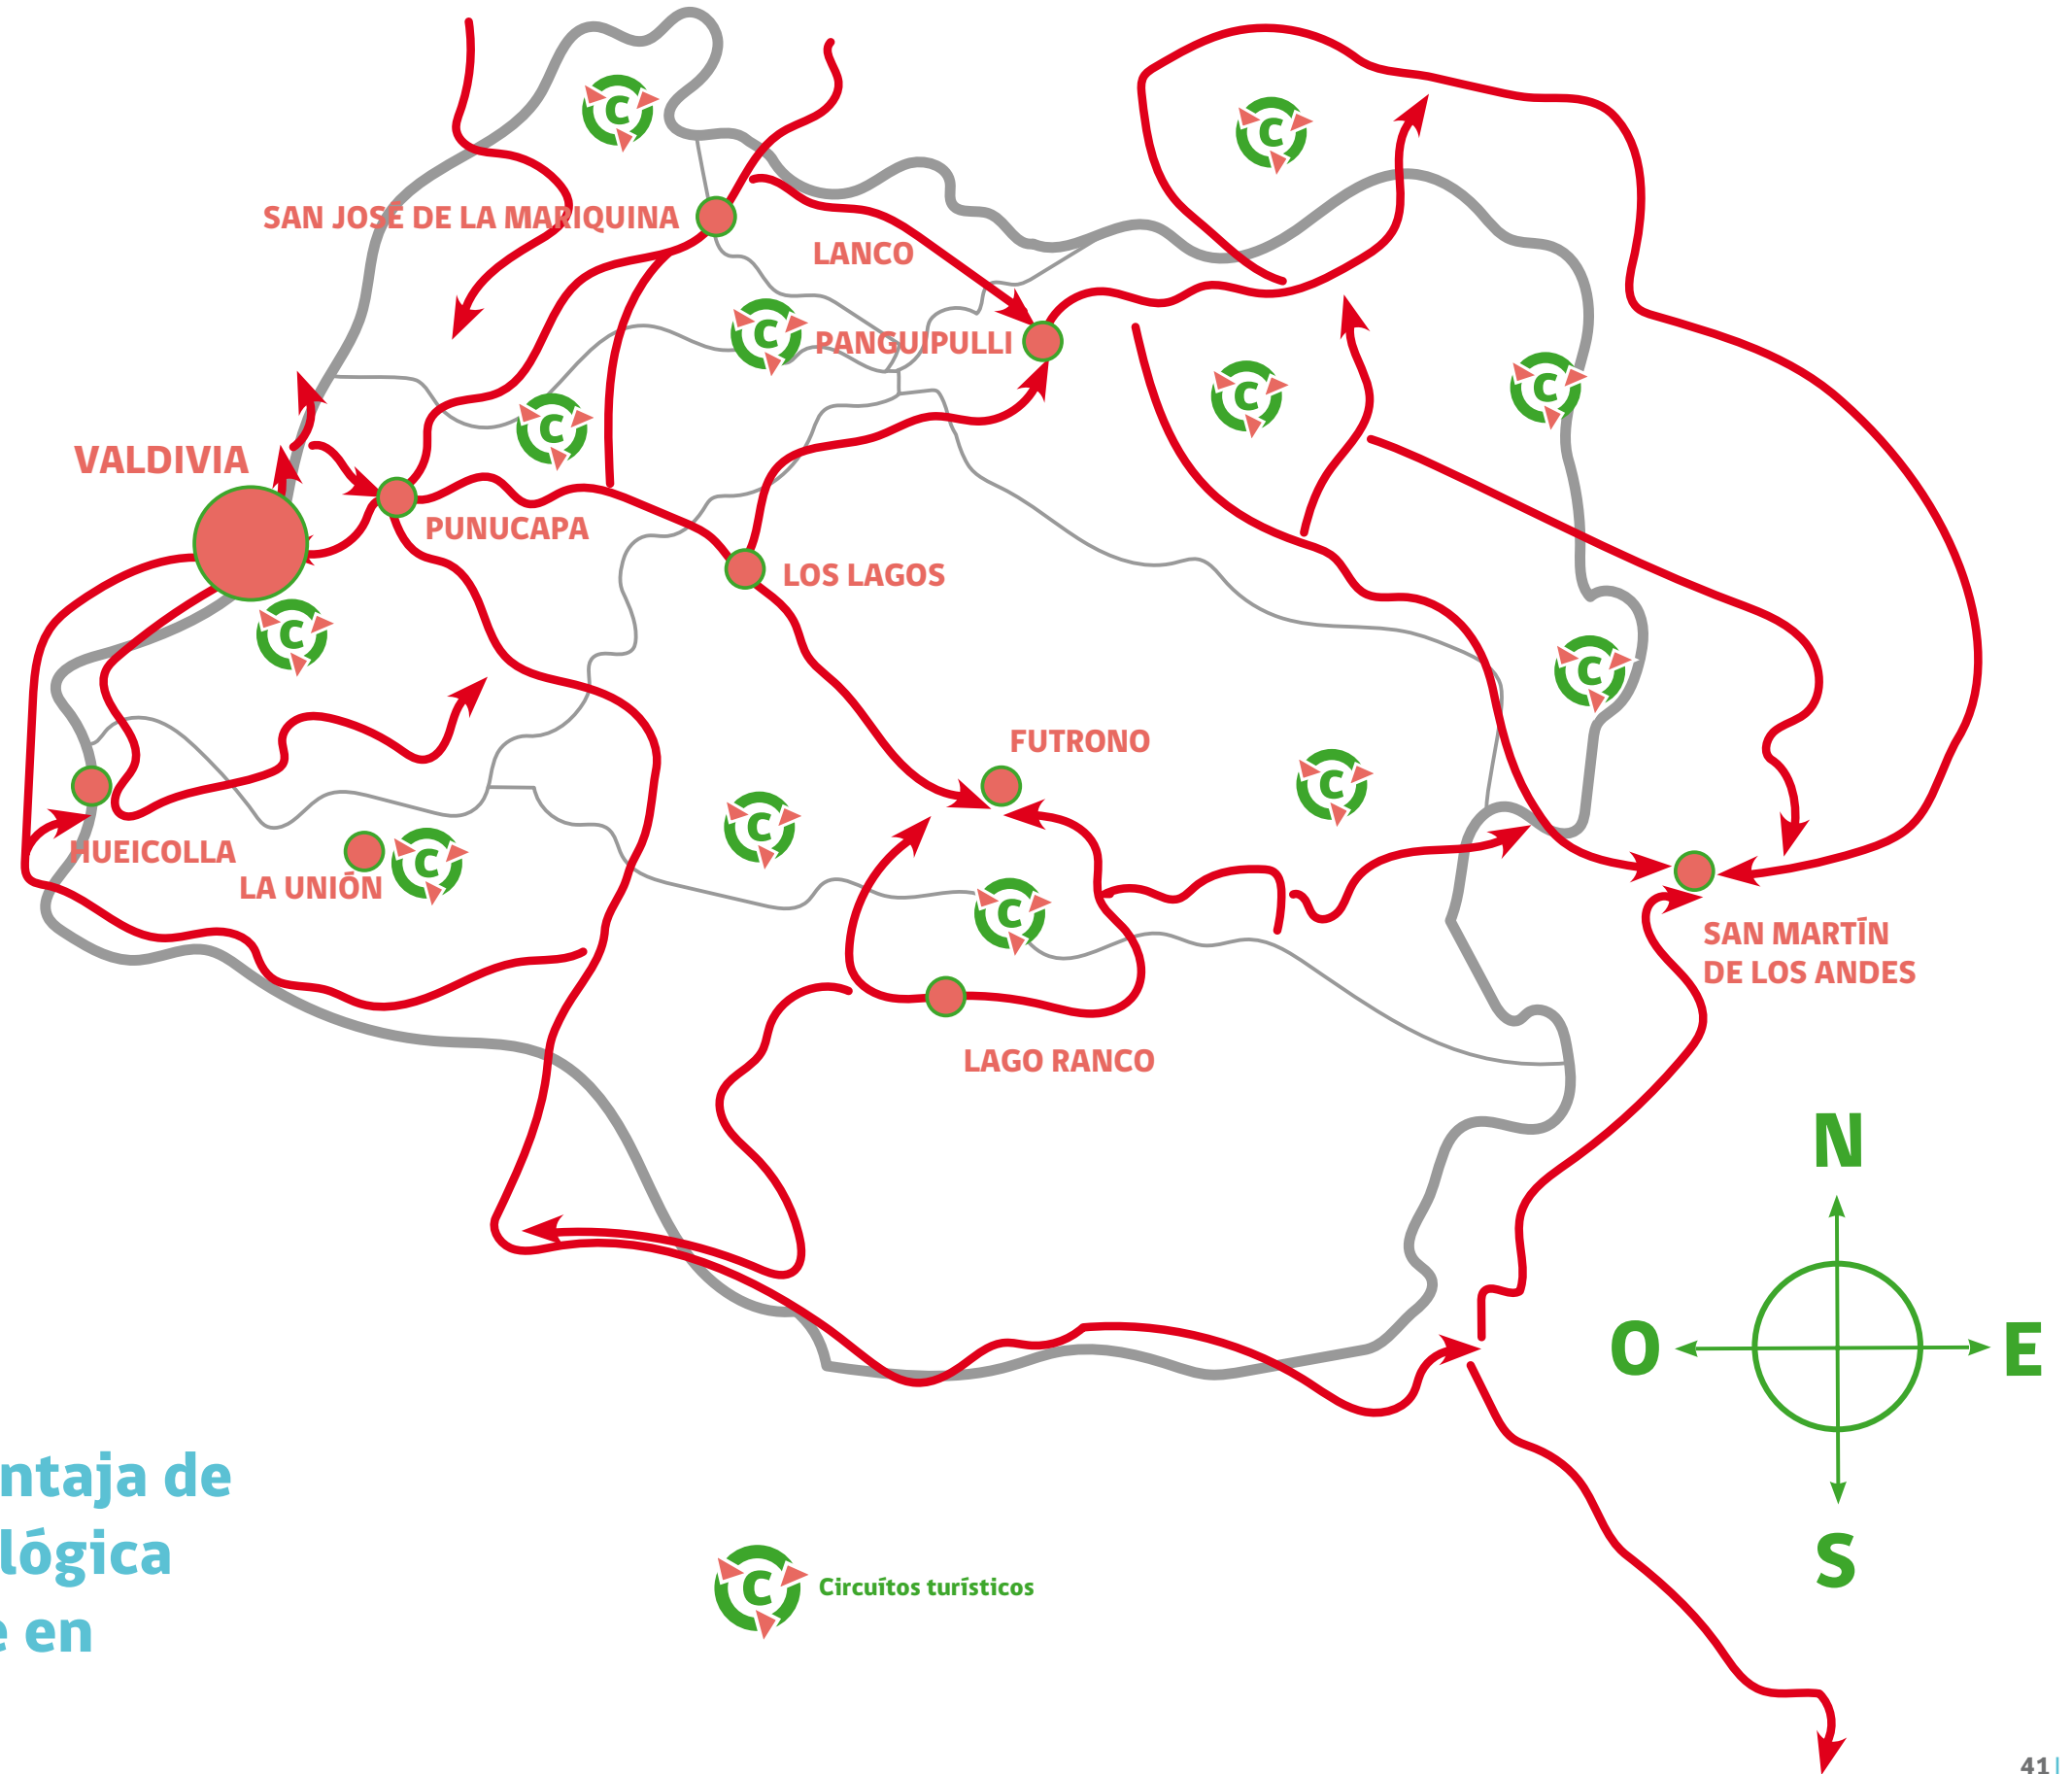 C
C
SAN JOSÉ DE LA MARIQUINA
LANCO
C
PANGUIPULLI
C
C
C
VALDIVIA
PUNUCAPA
LOS LAGOS
C
C
FUTRONO
C
C
HUEICOLLA
LA UNIÓN
C
C
SAN MARTÍN
DE LOS ANDES
LAGO RANCO
N
O
E
S
ntaja de
lógica
e en
C
Circuítos turísticos
41